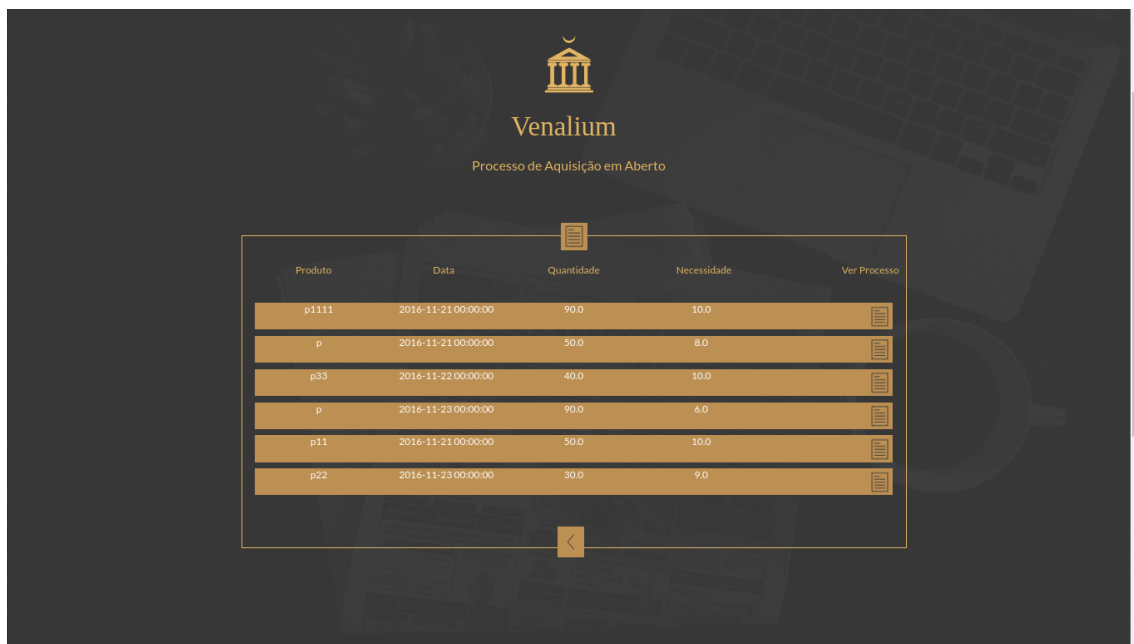 Venalium
Processo de Aquisição em Aberto
Produto Data Quantidade Necessidade Ver Processo
p1111 2016-11-21 00:00:00 90.0 10.0
p 2016-11-21 00:00:00 50.0 8.0
p33 2016-11-22 00:00:00 40.0 10.0
p 2016-11-23 00:00:00 90.0 6.0
p11 2016-11-21 00:00:00 50.0 10.0
p22 2016-11-23 00:00:00 30.0 9.0